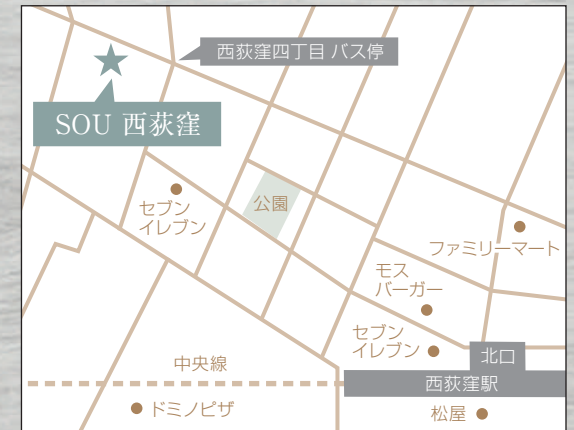 西荻窪四丁目 バス停
SOU 西荻窪
セブン
イレブン
公園
ファミリーマート
モス
バーガー
セブン
イレブン
北口
中央線
西荻窪駅
ドミノピザ
松屋